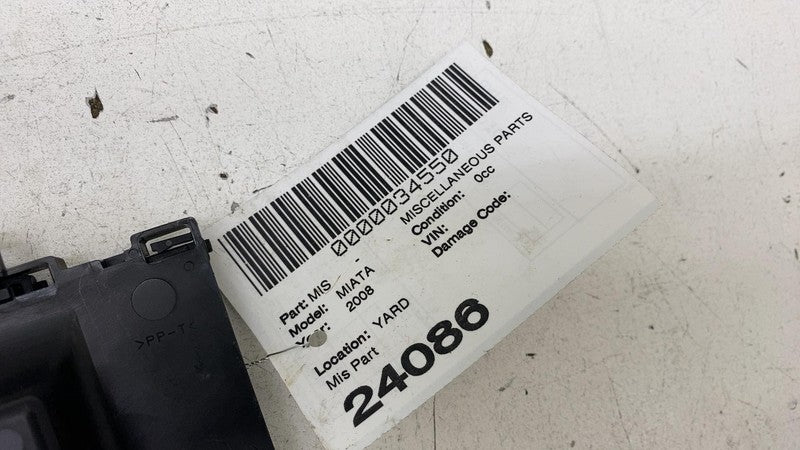 0000034550
Part: MIS - MISCELLANEOUS PARTS
Model: MIATA Condition: 0cc
Year: 2008 VIN:
Damage Code:
Location: YARD
Mis Part
24086
>PP-T<